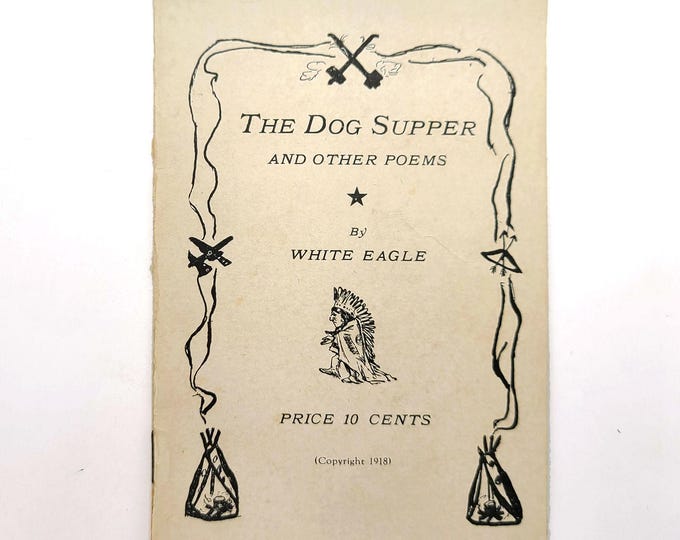 THE DOG SUPPER
AND OTHER POEMS
By
WHITE EAGLE
PRICE 10 CENTS
(Copyright 1918)